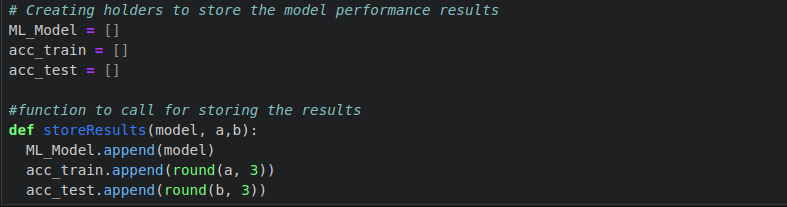 # Creating holders to store the model performance results
ML_Model = []
acc_train = []
acc_test = []

#function to call for storing the results
def storeResults(model, a,b):
  ML_Model.append(model)
  acc_train.append(round(a, 3))
  acc_test.append(round(b, 3))